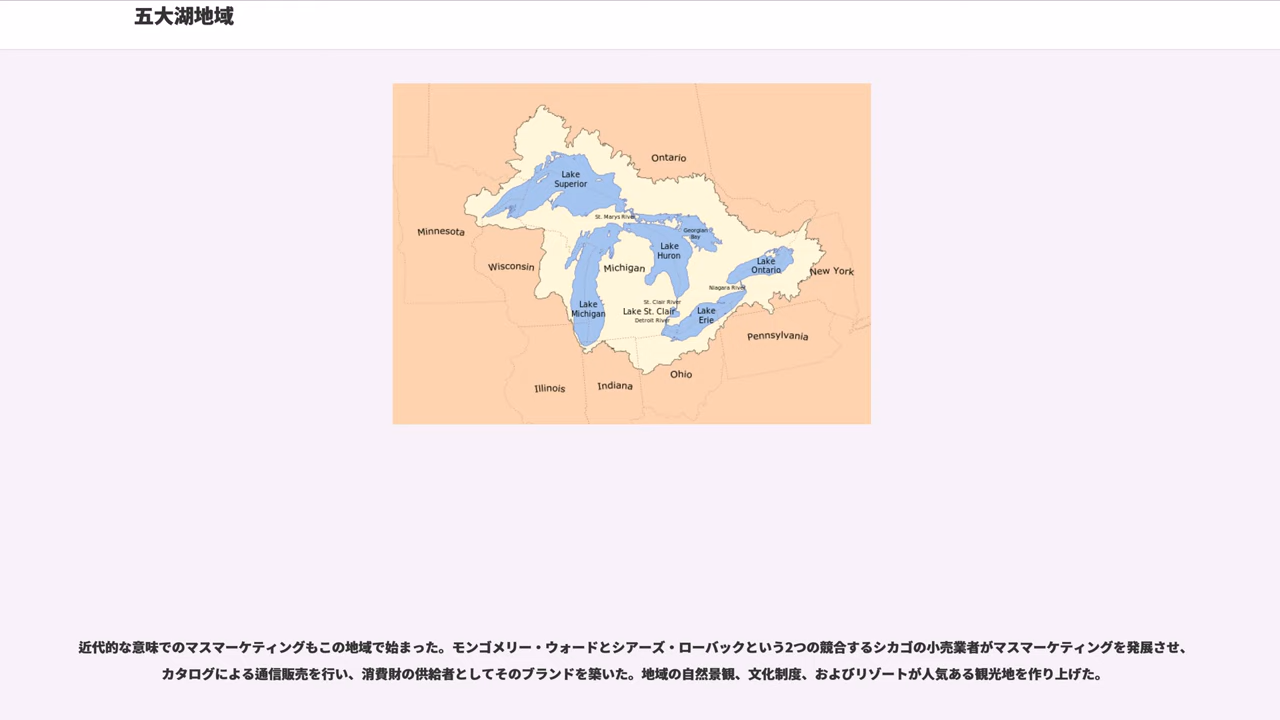 五大湖地域
Ontario
Lake
Superior
St. Marys River
Georgian
Bay
Minnesota
Lake
Huron
Wisconsin
Michigan
Lake
Ontario
New York
Niagara River
St. Clair River
Lake
Michigan
Lake St. Clair
Lake
Erie
Detroit River
Pennsylvania
Ohio
Illinois
Indiana
近代的な意味でのマスマーケティングもこの地域で始まった。モンゴメリー・ウォードとシアーズ・ローバックという2つの競合するシカゴの小売業者がマスマーケティングを発展させ、
カタログによる通信販売を行い、消費財の供給者としてそのブランドを築いた。地域の自然景観、文化制度、およびリゾートが人気ある観光地を作り上げた。